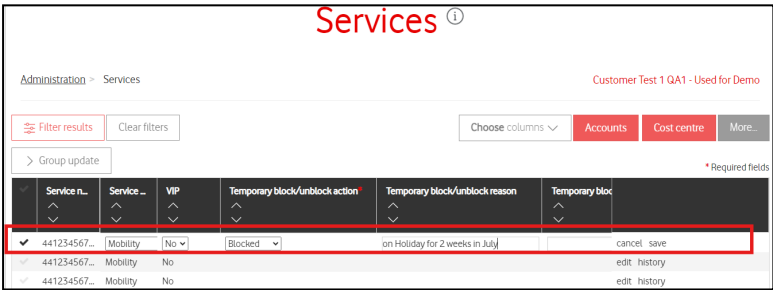 Services ⓘ
Administration > Services
Customer Test 1 QA1 - Used for Demo
Filter results Clear filters Choose columns Accounts Cost centre More...
> Group update
* Required fields
Service n... Service ... VIP Temporary block/unblock action* Temporary block/unblock reason Temporary bloc
441234567... Mobility No Blocked on Holiday for 2 weeks in July cancel save
441234567... Mobility No edit history
441234567... Mobility No edit history